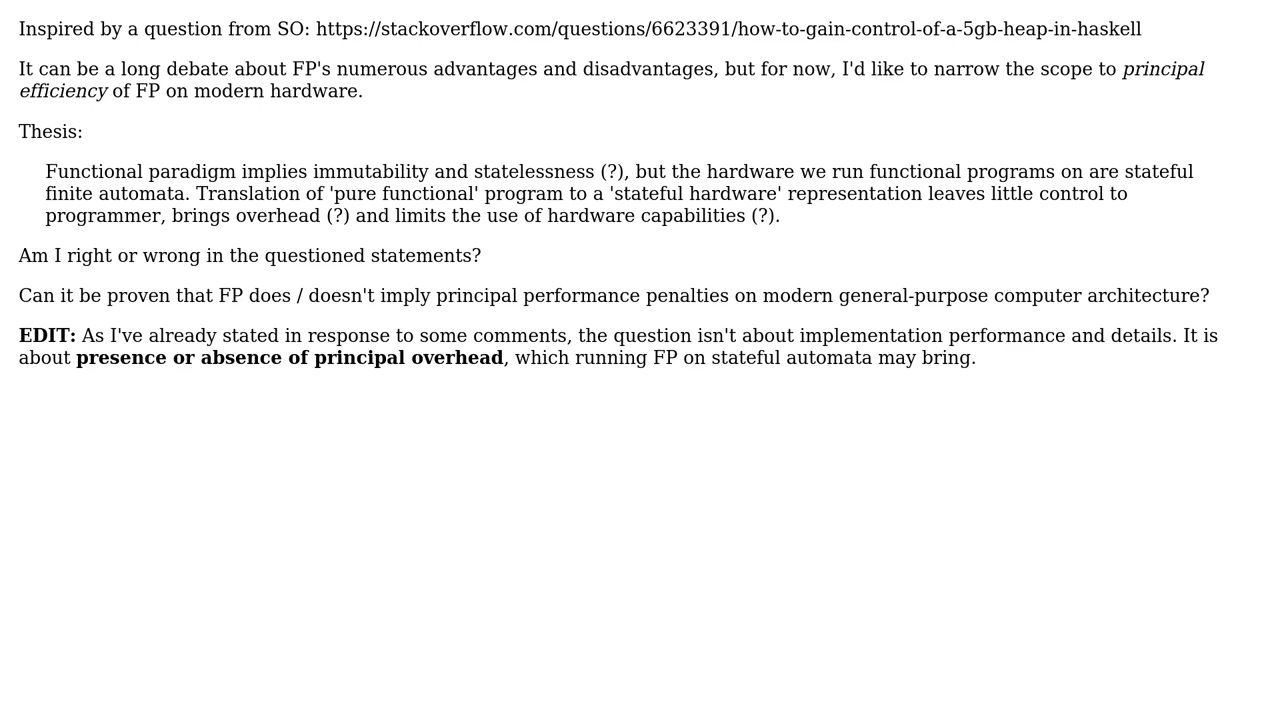 Inspired by a question from SO: https://stackoverflow.com/questions/6623391/how-to-gain-control-of-a-5gb-heap-in-haskell
It can be a long debate about FP's numerous advantages and disadvantages, but for now, I'd like to narrow the scope to principal
efficiency of FP on modern hardware.
Thesis:
Functional paradigm implies immutability and statelessness (?), but the hardware we run functional programs on are stateful
finite automata. Translation of 'pure functional' program to a 'stateful hardware' representation leaves little control to
programmer, brings overhead (?) and limits the use of hardware capabilities (?).
Am I right or wrong in the questioned statements?
Can it be proven that FP does / doesn't imply principal performance penalties on modern general-purpose computer architecture?
EDIT: As I've already stated in response to some comments, the question isn't about implementation performance and details. It is
about presence or absence of principal overhead, which running FP on stateful automata may bring.